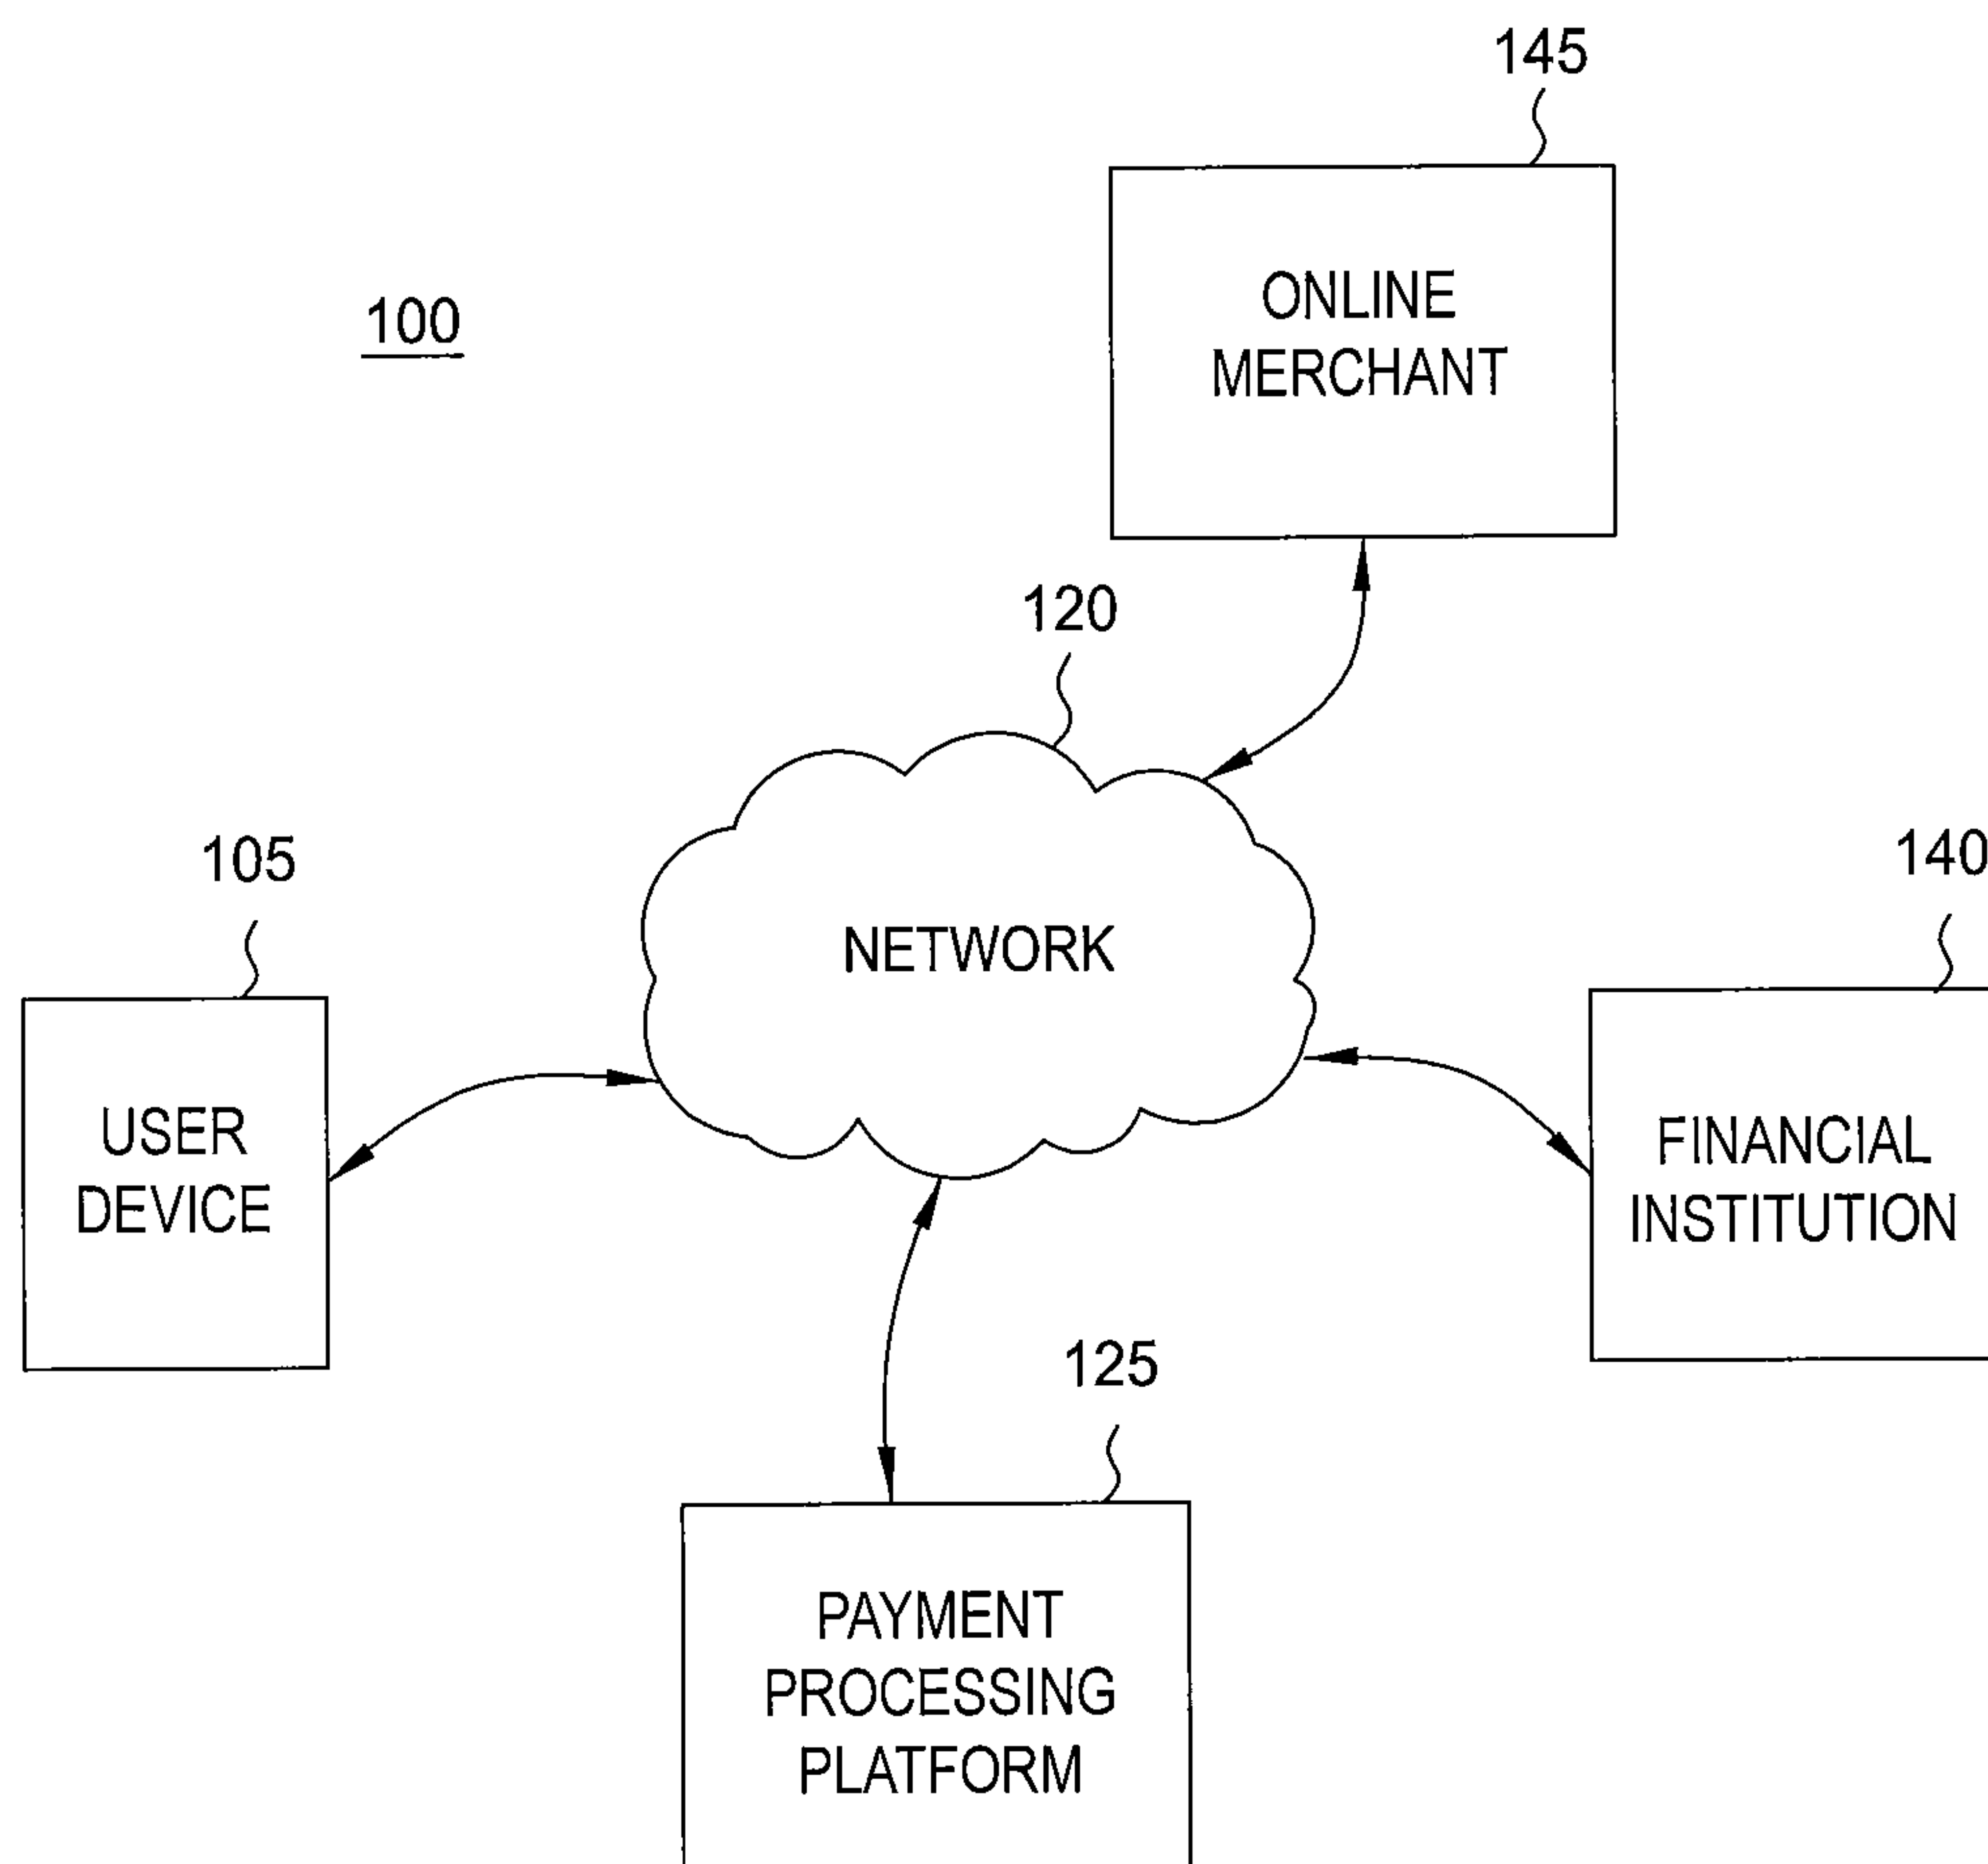 145
ONLINE
MERCHANT
100
120
NETWORK
105
USER
DEVICE
140
FINANCIAL
INSTITUTION
125
PAYMENT
PROCESSING
PLATFORM